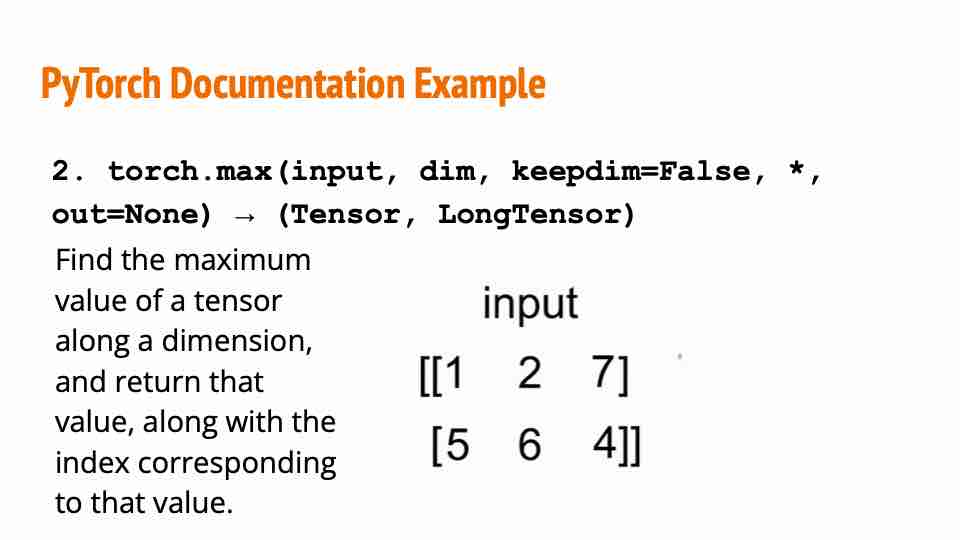 PyTorch Documentation Example
2. torch.max(input, dim, keepdim=False, *,
out=None) → (Tensor, LongTensor)
Find the maximum
value of a tensor
along a dimension,
and return that
value, along with the
index corresponding
to that value.
input
[[1 2 7]
[5 6 4]]